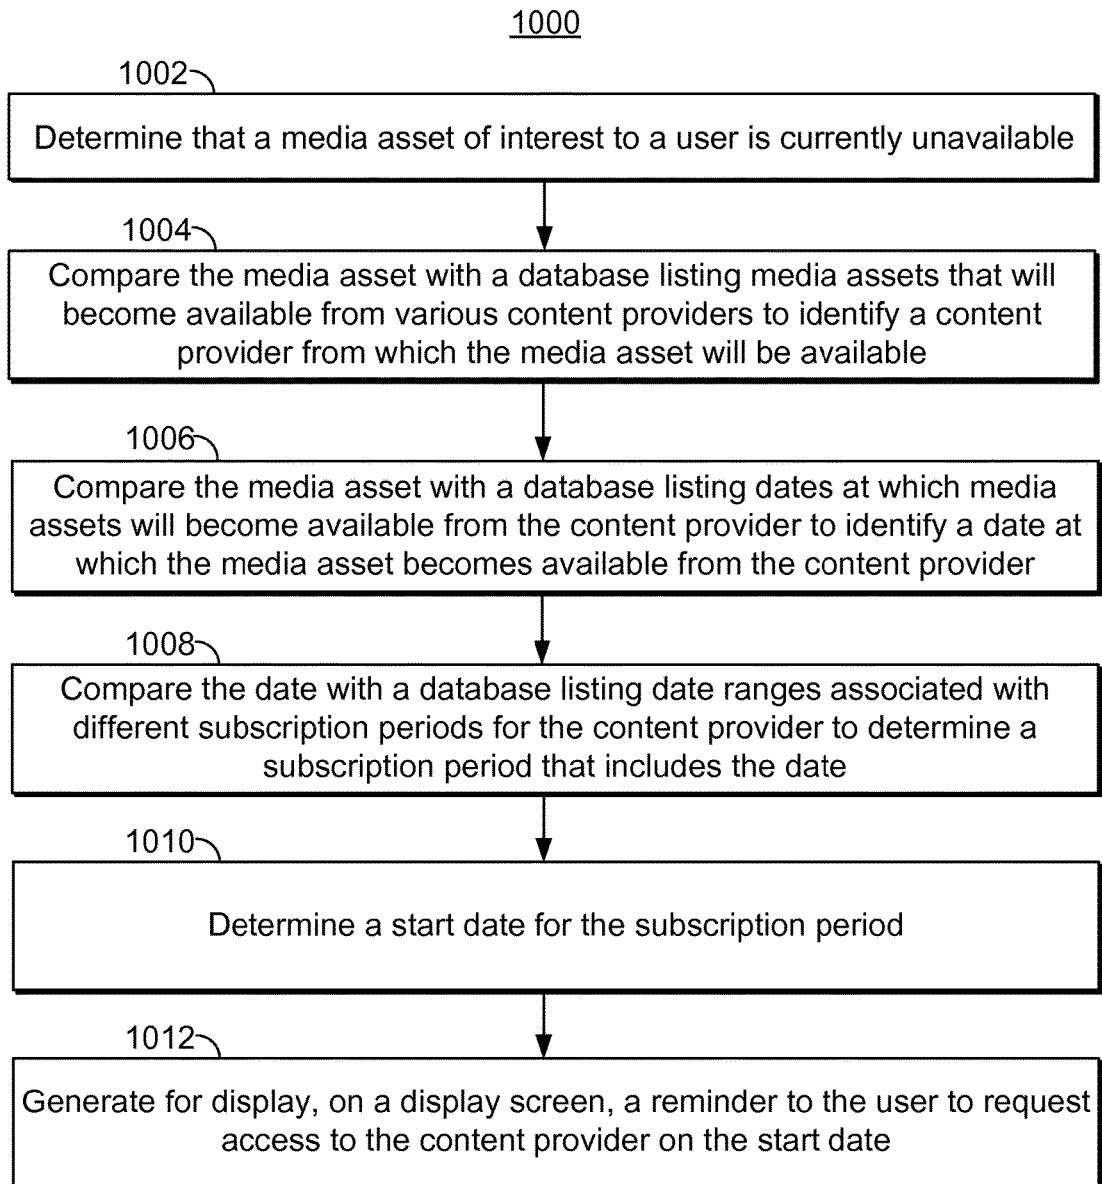 1000
1002
Determine that a media asset of interest to a user is currently unavailable
1004
Compare the media asset with a database listing media assets that will
become available from various content providers to identify a content
provider from which the media asset will be available
1006
Compare the media asset with a database listing dates at which media
assets will become available from the content provider to identify a date at
which the media asset becomes available from the content provider
1008
Compare the date with a database listing date ranges associated with
different subscription periods for the content provider to determine a
subscription period that includes the date
1010
Determine a start date for the subscription period
1012
Generate for display, on a display screen, a reminder to the user to request
access to the content provider on the start date